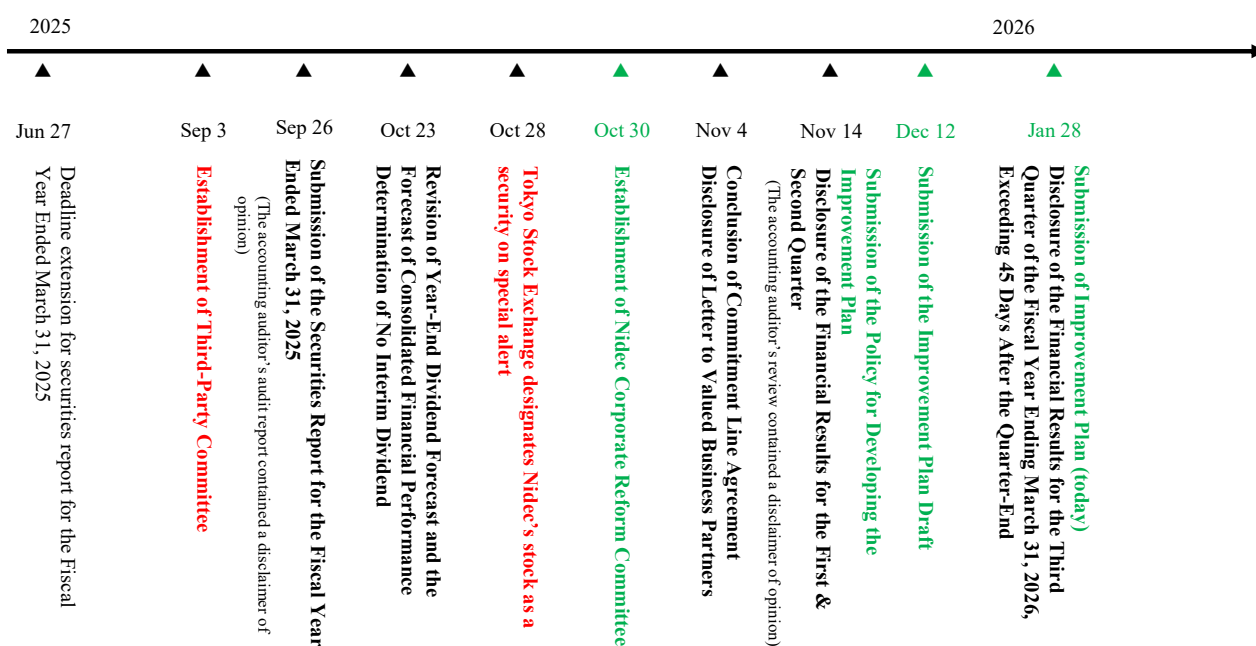 2025
2026
Jun 27
Deadline extension for securities report for the Fiscal
Year Ended March 31, 2025
Sep 3
Establishment of Third-Party Committee
Sep 26
Submission of the Securities Report for the Fiscal Year
Ended March 31, 2025
(The accounting auditor's audit report contained a disclaimer of
opinion)
Oct 23
Revision of Year-End Dividend Forecast and the
Forecast of Consolidated Financial Performance
Determination of No Interim Dividend
Oct 28
Tokyo Stock Exchange designates Nidec's stock as a
security on special alert
Oct 30
Establishment of Nidec Corporate Reform Committee
Nov 4
Conclusion of Commitment Line Agreement
Disclosure of Letter to Valued Business Partners
Nov 14
Submission of the Policy for Developing the
Improvement Plan
Disclosure of the Financial Results for the First &
Second Quarter
(The accounting auditor's review contained a disclaimer of opinion)
Dec 12
Submission of the Improvement Plan Draft
Jan 28
Submission of Improvement Plan (today)
Disclosure of the Financial Results for the Third
Quarter of the Fiscal Year Ending March 31, 2026,
Exceeding 45 Days After the Quarter-End